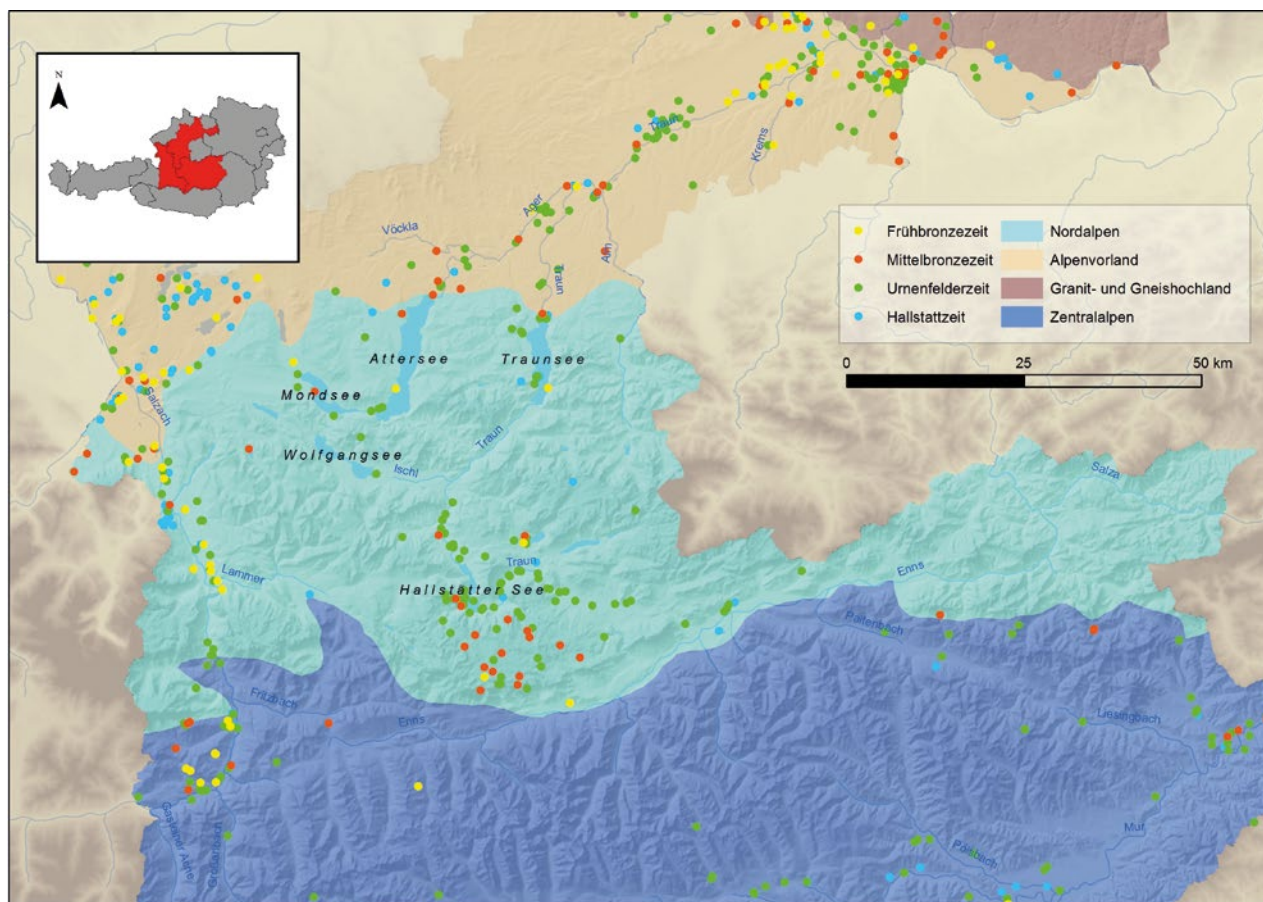 N
Traun
Krems
Ager
Vöckla
Alm
Traun
Frühbronzezeit
Mittelbronzezeit
Urnenfelderzeit
Hallstattzeit
Nordalpen
Alpenvorland
Granit- und Gneishochland
Zentralalpen
0
25
50 km
Attersee
Traunsee
Mondsee
Salzach
Wolfgangsee
Traun
Ischl
Salza
Traun
Lammer
Hallstätter See
Enns
Paltenbach
Fritzbach
Enns
Liesingbach
Gasteiner Ache
Großarlbach
Mur
Pölsbach